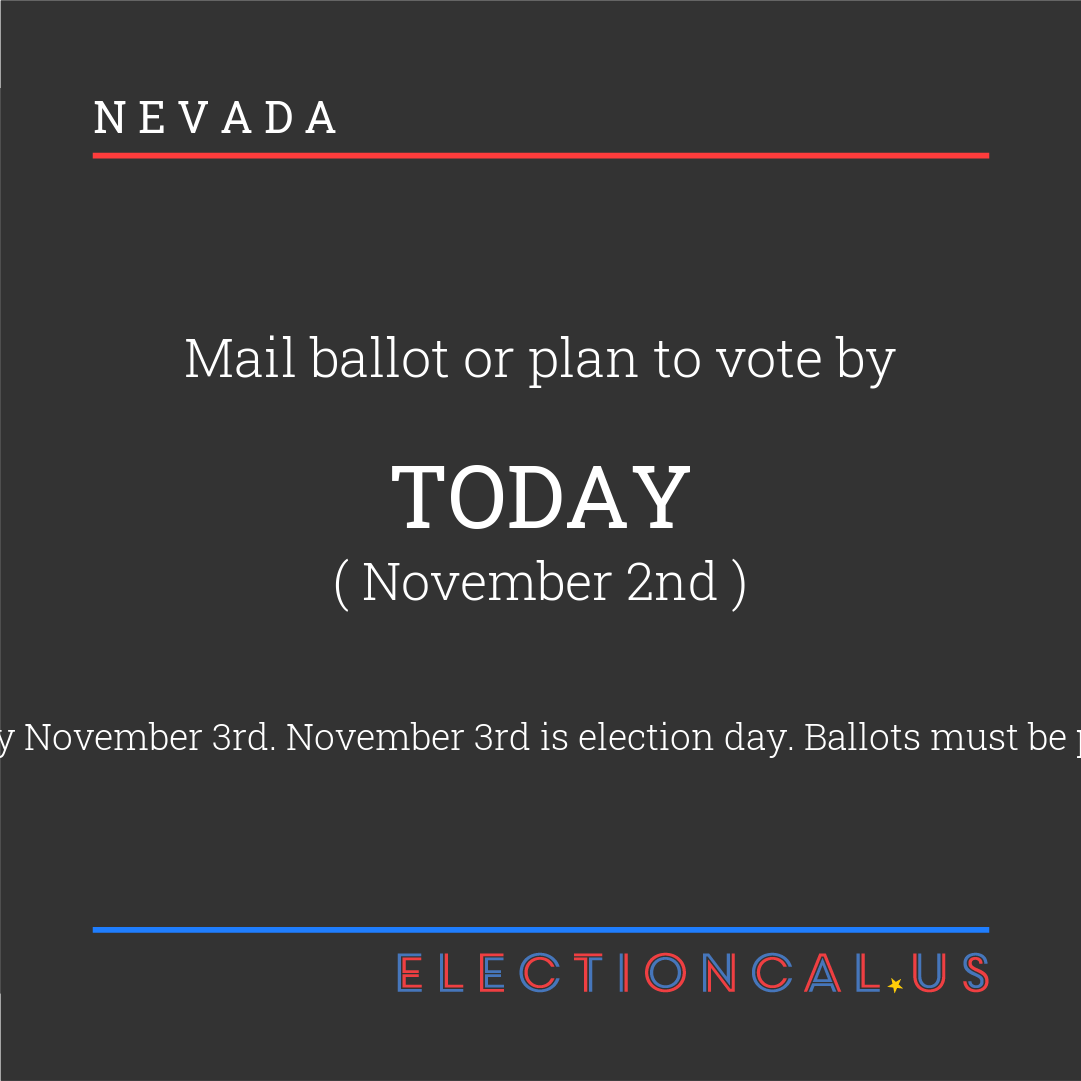 NEVADA
Mail ballot or plan to vote by
TODAY
( November 2nd )
y November 3rd. November 3rd is election day. Ballots must be p
ELECTIONCAL.US